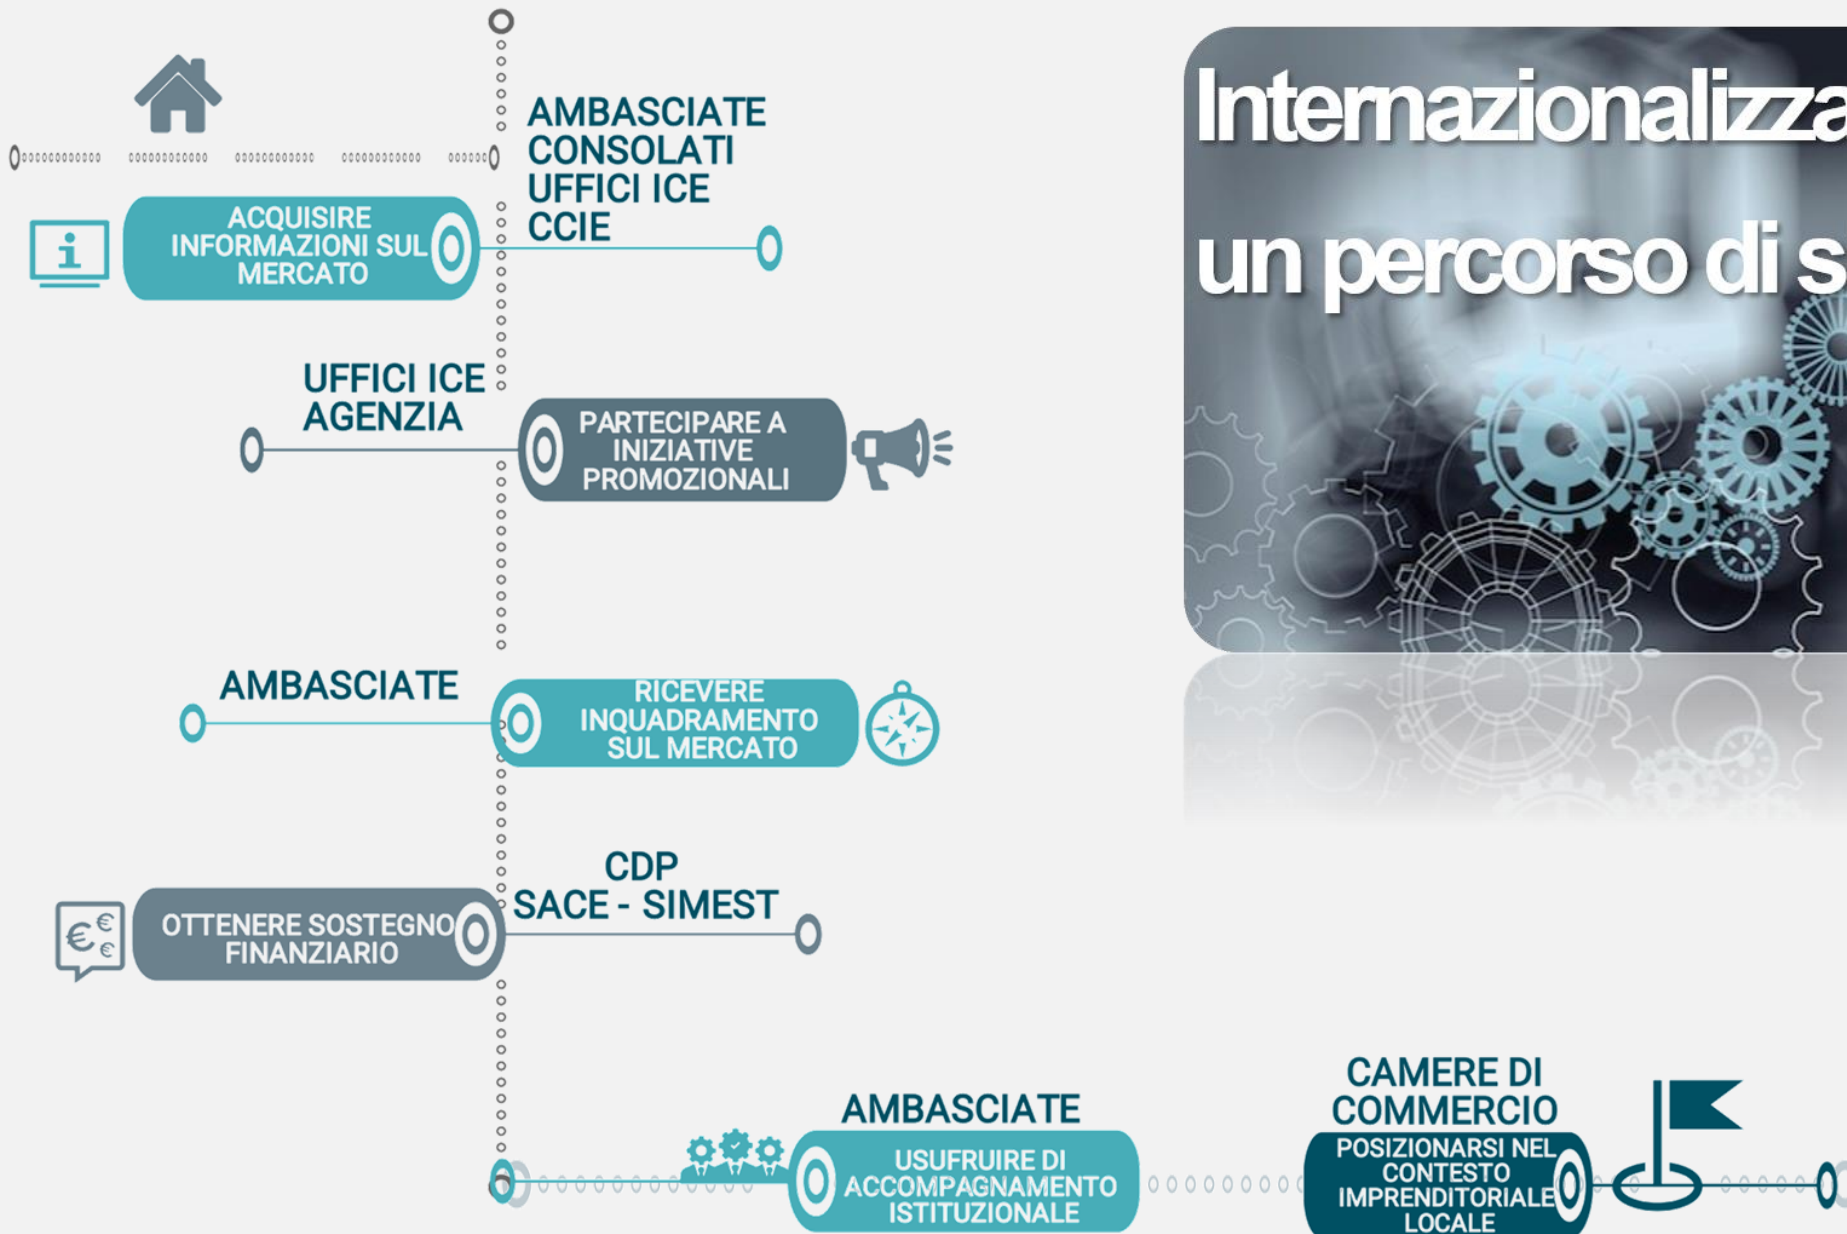 AMBASCIATE
CONSOLATI
UFFICI ICE
CCIE
ACQUISIRE
INFORMAZIONI SUL
MERCATO
Internazionalizza
un percorso di s
UFFICI ICE
AGENZIA
PARTECIPARE A
INIZIATIVE
PROMOZIONALI
AMBASCIATE
RICEVERE
INQUADRAMENTO
SUL MERCATO
CDP
SACE - SIMEST
OTTENERE SOSTEGNO
FINANZIARIO
AMBASCIATE
USUFRUIRE DI
ACCOMPAGNAMENTO
ISTITUZIONALE
CAMERE DI
COMMERCIO
POSIZIONARSI NEL
CONTESTO
IMPRENDITORIALE
LOCALE